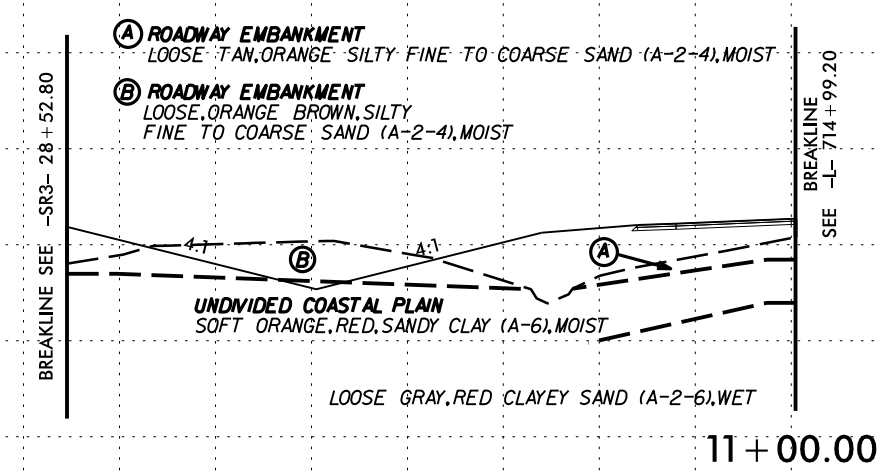 A ROADWAY EMBANKMENT
LOOSE TAN,ORANGE SILTY FINE TO COARSE SAND (A-2-4),MOIST
B ROADWAY EMBANKMENT
LOOSE,ORANGE BROWN,SILTY
FINE TO COARSE SAND (A-2-4),MOIST
BREAKLINE SEE -SR3- 28+52.80
BREAKLINE
SEE -L- 714+99.20
4:1
4:1
B
A
UNDIVIDED COASTAL PLAIN
SOFT ORANGE,RED,SANDY CLAY (A-6),MOIST
LOOSE GRAY,RED CLAYEY SAND (A-2-6),WET
11+00.00